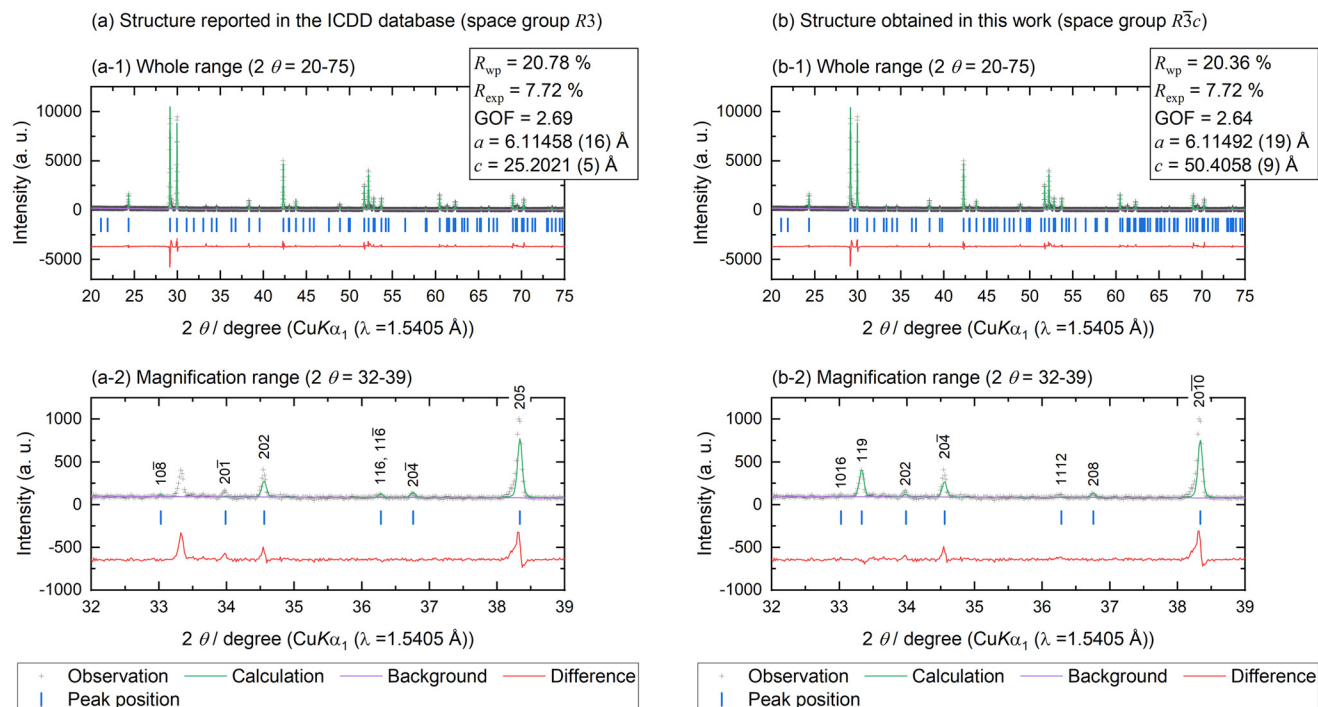 (a) Structure reported in the ICDD database (space group R3)
(a-1) Whole range (2 θ = 20-75)
Rwp = 20.78 %
Rexp = 7.72 %
GOF = 2.69
a = 6.11458 (16) Å
c = 25.2021 (5) Å
Intensity (a. u.)
10000
5000
0
-5000
20 25 30 35 40 45 50 55 60 65 70 75
2 θ / degree (CuKα1 (λ =1.5405 Å))
(a-2) Magnification range (2 θ = 32-39)
Intensity (a. u.)
1000
500
0
-500
-1000
1̅08
201̅
202
116, 116̅
2̅04
205
32 33 34 35 36 37 38 39
2 θ / degree (CuKα1 (λ =1.5405 Å))
Observation Calculation Background Difference
Peak position
(b) Structure obtained in this work (space group R3̅c)
(b-1) Whole range (2 θ = 20-75)
Rwp = 20.36 %
Rexp = 7.72 %
GOF = 2.64
a = 6.11492 (19) Å
c = 50.4058 (9) Å
Intensity (a. u.)
10000
5000
0
-5000
20 25 30 35 40 45 50 55 60 65 70 75
2 θ / degree (CuKα1 (λ =1.5405 Å))
(b-2) Magnification range (2 θ = 32-39)
Intensity (a. u.)
1000
500
0
-500
-1000
1016
119
202
20̅4
1112
208
201̅0
32 33 34 35 36 37 38 39
2 θ / degree (CuKα1 (λ =1.5405 Å))
Observation Calculation Background Difference
Peak position